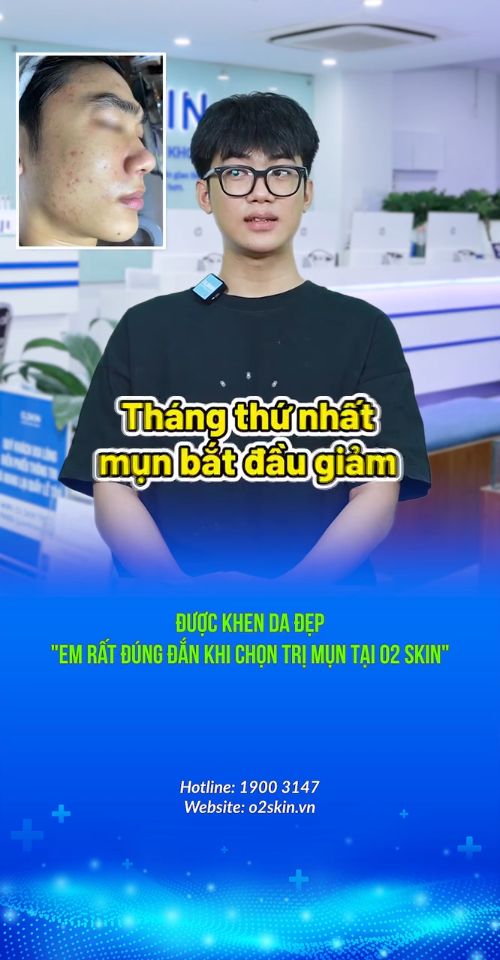 IN
Tháng thứ nhất
mụn bắt đầu giảm
ĐƯỢC KHEN DA ĐẸP
"EM RẤT ĐÚNG ĐẮN KHI CHỌN TRỊ MỤN TẠI O2 SKIN"
Hotline: 1900 3147
Website: o2skin.vn